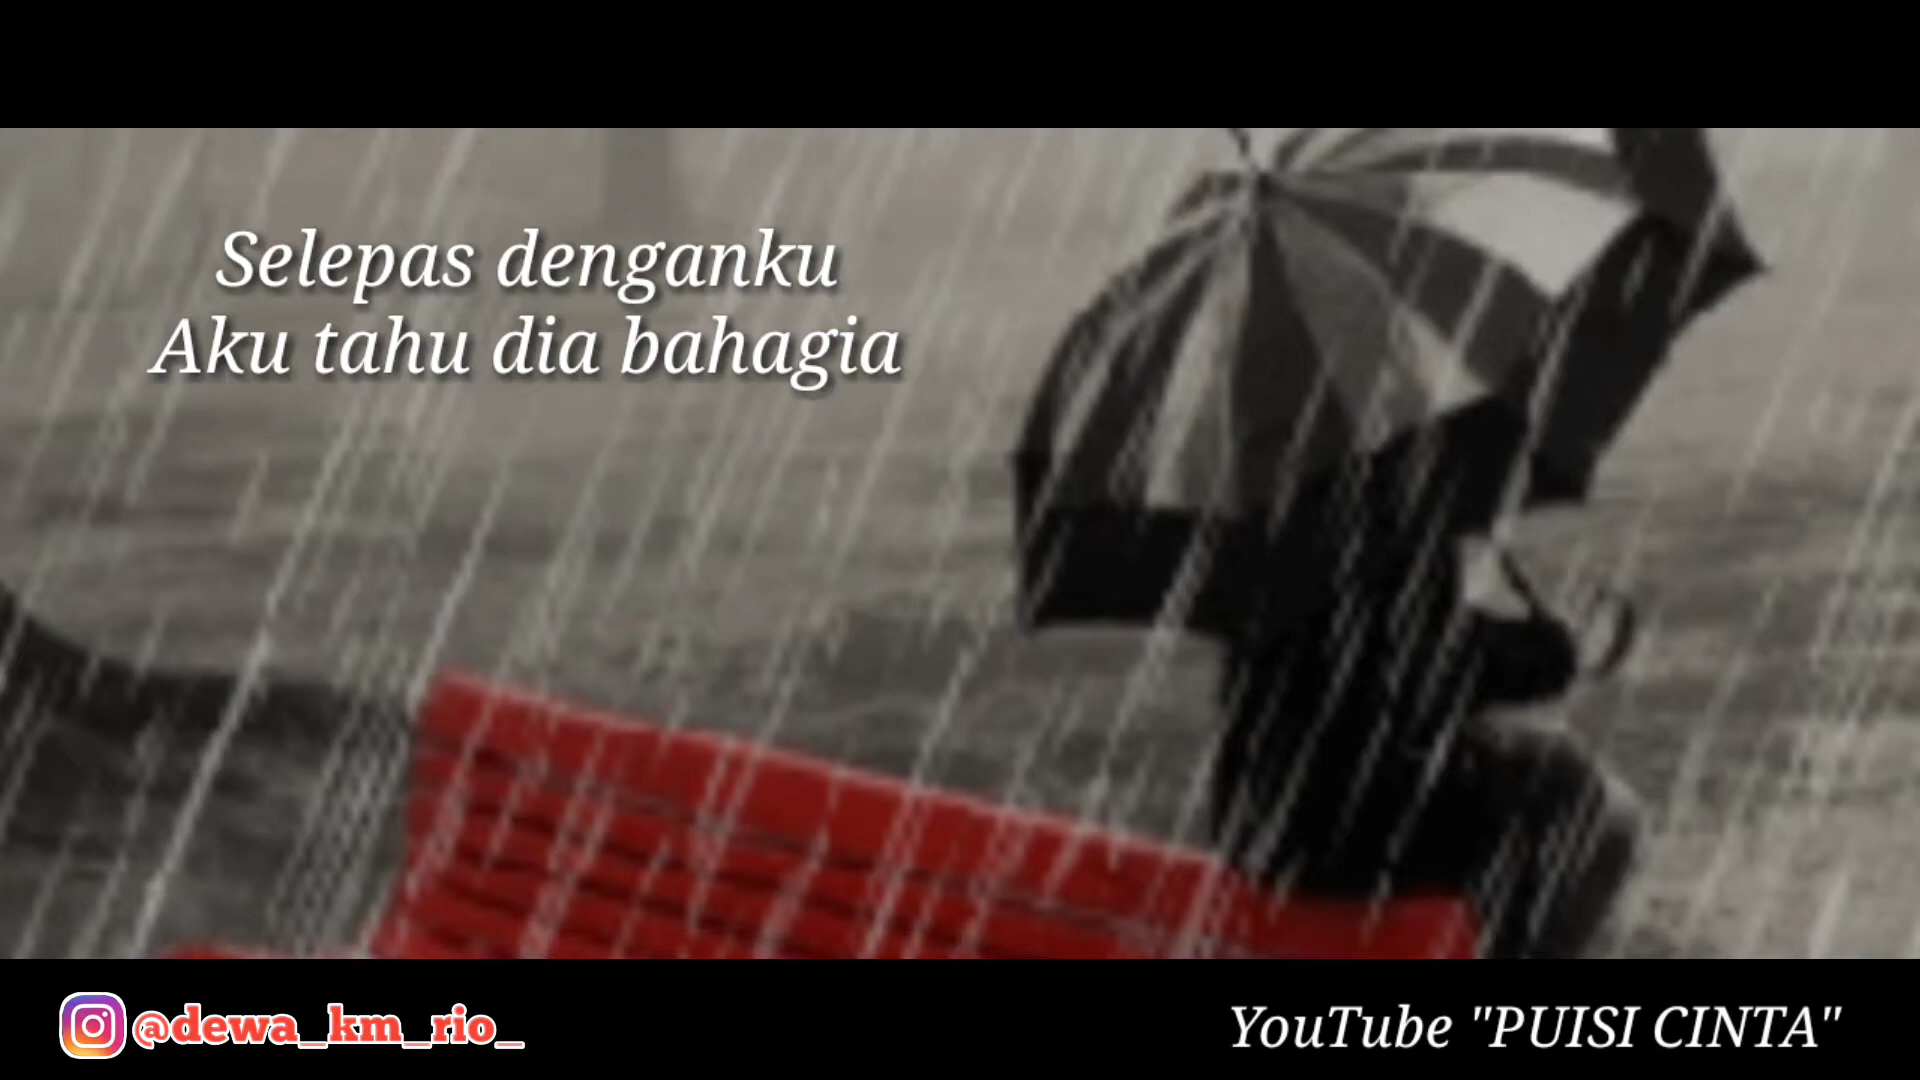 Selepas denganku
Aku tahu dia bahagia
@dewa_km_rio_
YouTube "PUISI CINTA"